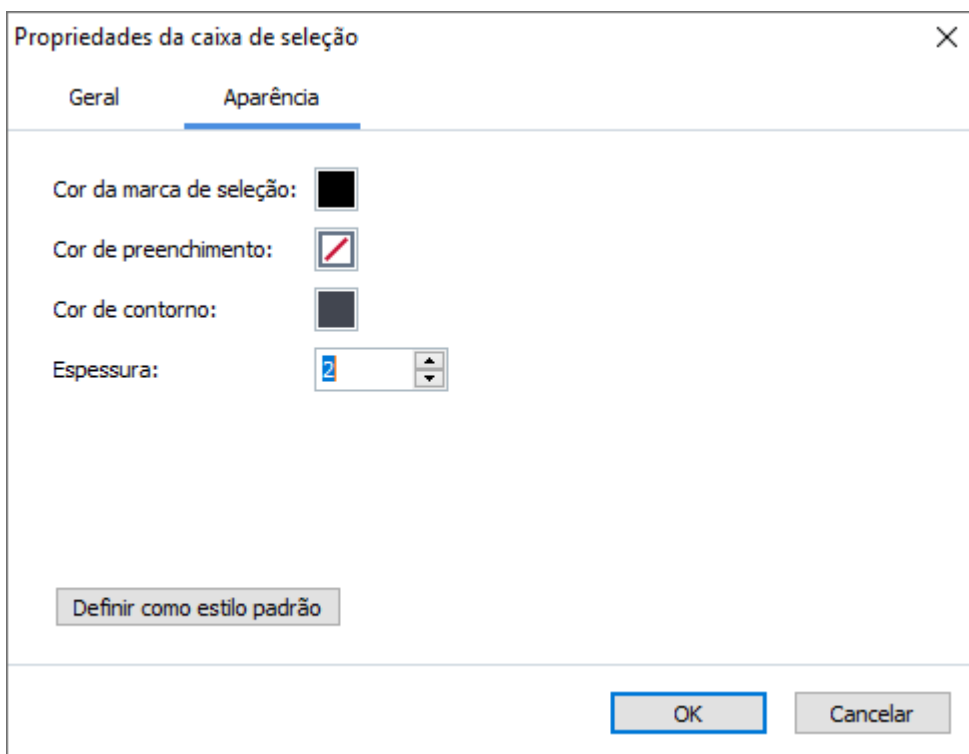 Propriedades da caixa de seleção
Geral Aparência
Cor da marca de seleção:
Cor de preenchimento:
Cor de contorno:
Espessura: 2
Definir como estilo padrão
OK Cancelar